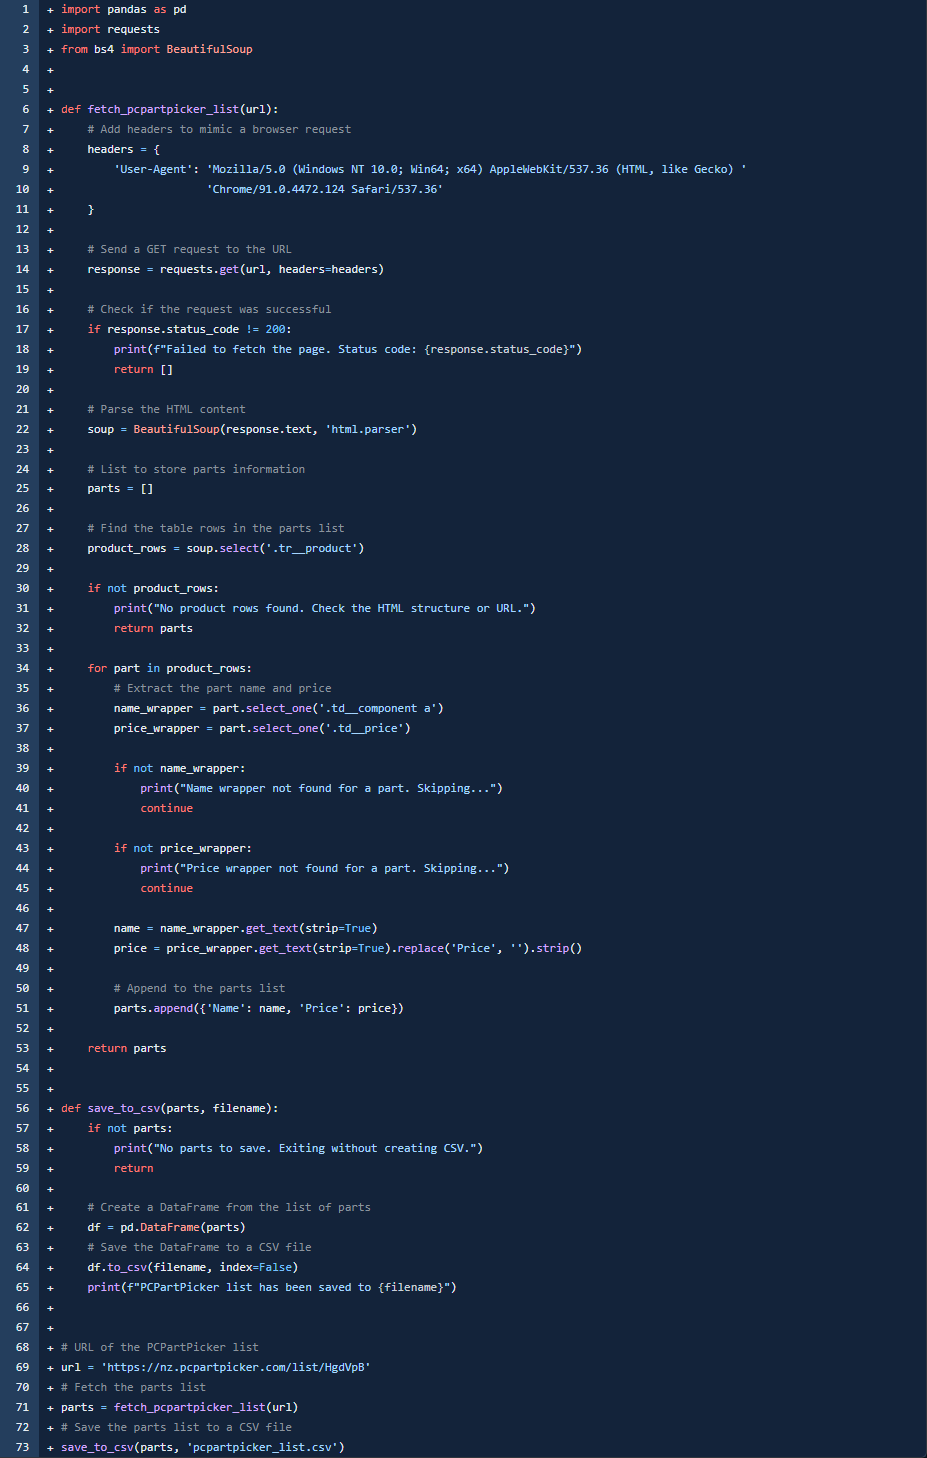 1 + import pandas as pd
2 + import requests
3 + from bs4 import BeautifulSoup
4 +
5 +
6 + def fetch_pcpartpicker_list(url):
7 +     # Add headers to mimic a browser request
8 +     headers = {
9 +         'User-Agent': 'Mozilla/5.0 (Windows NT 10.0; Win64; x64) AppleWebKit/537.36 (HTML, like Gecko) '
10 +                       'Chrome/91.0.4472.124 Safari/537.36'
11 +     }
12 +
13 +     # Send a GET request to the URL
14 +     response = requests.get(url, headers=headers)
15 +
16 +     # Check if the request was successful
17 +     if response.status_code != 200:
18 +         print(f"Failed to fetch the page. Status code: {response.status_code}")
19 +         return []
20 +
21 +     # Parse the HTML content
22 +     soup = BeautifulSoup(response.text, 'html.parser')
23 +
24 +     # List to store parts information
25 +     parts = []
26 +
27 +     # Find the table rows in the parts list
28 +     product_rows = soup.select('.tr__product')
29 +
30 +     if not product_rows:
31 +         print("No product rows found. Check the HTML structure or URL.")
32 +         return parts
33 +
34 +     for part in product_rows:
35 +         # Extract the part name and price
36 +         name_wrapper = part.select_one('.td__component a')
37 +         price_wrapper = part.select_one('.td__price')
38 +
39 +         if not name_wrapper:
40 +             print("Name wrapper not found for a part. Skipping...")
41 +             continue
42 +
43 +         if not price_wrapper:
44 +             print("Price wrapper not found for a part. Skipping...")
45 +             continue
46 +
47 +         name = name_wrapper.get_text(strip=True)
48 +         price = price_wrapper.get_text(strip=True).replace('Price', '').strip()
49 +
50 +         # Append to the parts list
51 +         parts.append({'Name': name, 'Price': price})
52 +
53 +     return parts
54 +
55 +
56 + def save_to_csv(parts, filename):
57 +     if not parts:
58 +         print("No parts to save. Exiting without creating CSV.")
59 +         return
60 +
61 +     # Create a DataFrame from the list of parts
62 +     df = pd.DataFrame(parts)
63 +     # Save the DataFrame to a CSV file
64 +     df.to_csv(filename, index=False)
65 +     print(f"PCPartPicker list has been saved to {filename}")
66 +
67 +
68 + # URL of the PCPartPicker list
69 + url = 'https://nz.pcpartpicker.com/list/HgdVpB'
70 + # Fetch the parts list
71 + parts = fetch_pcpartpicker_list(url)
72 + # Save the parts list to a CSV file
73 + save_to_csv(parts, 'pcpartpicker_list.csv')